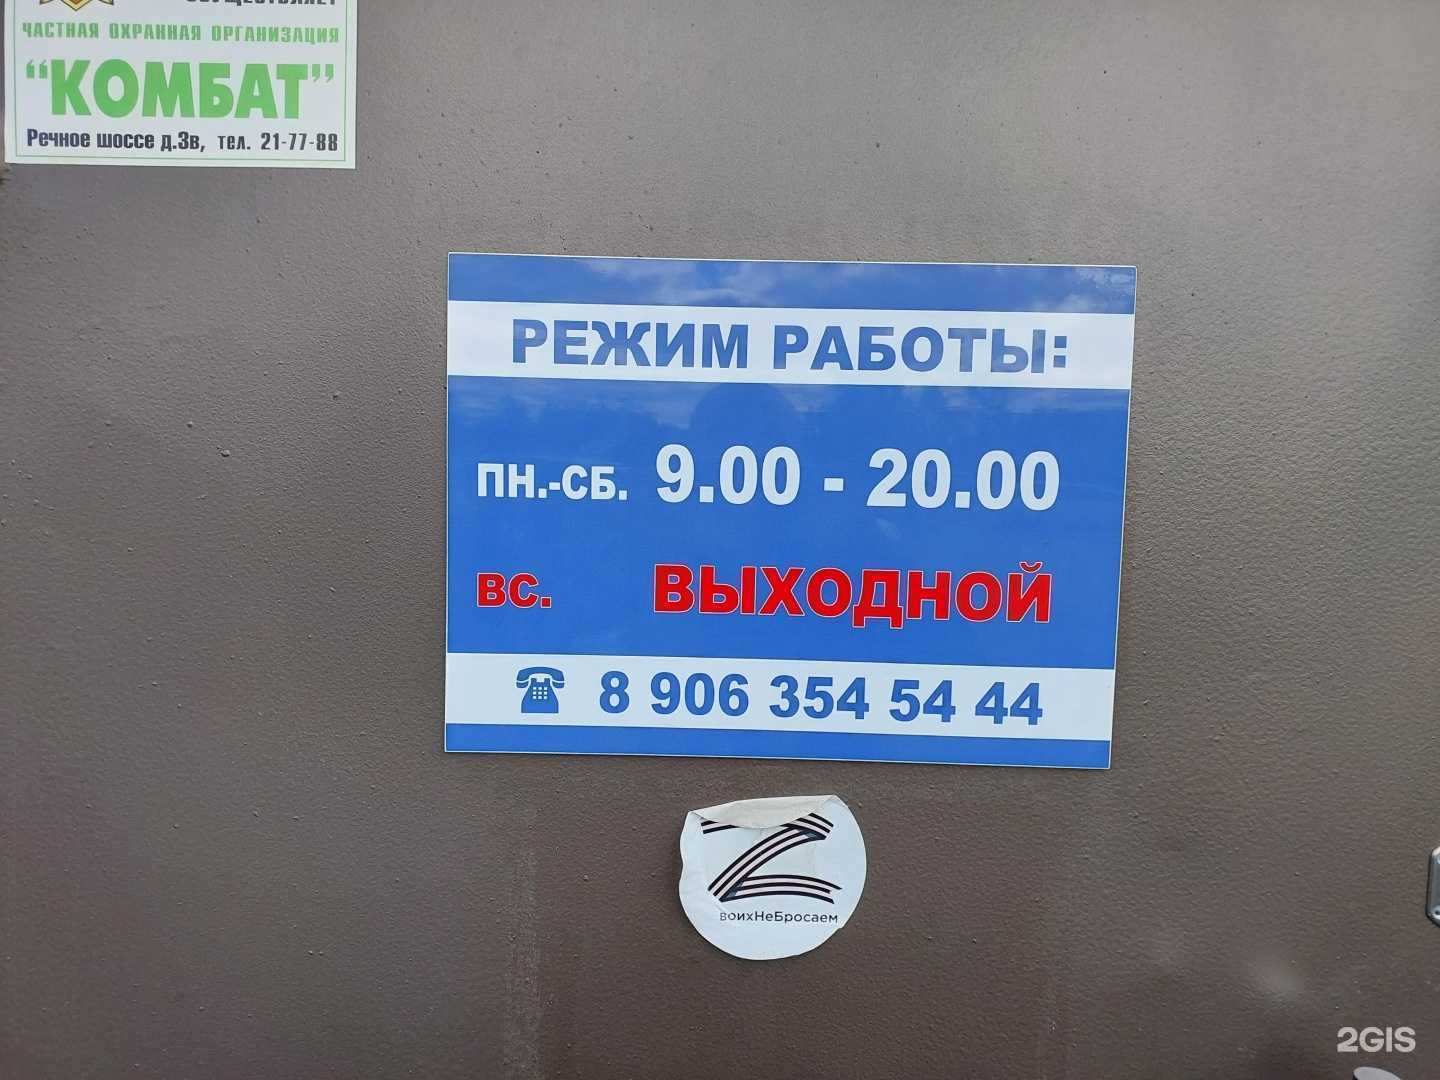 ЧАСТНАЯ ОХРАННАЯ ОРГАНИЗАЦИЯ
"КОМБАТ"
Речное шоссе д.3в, тел. 21-77-88
РЕЖИМ РАБОТЫ:
ПН.-СБ. 9.00 - 20.00
ВС. ВЫХОДНОЙ
8 906 354 54 44
Z
воихНеБросаем
2GIS